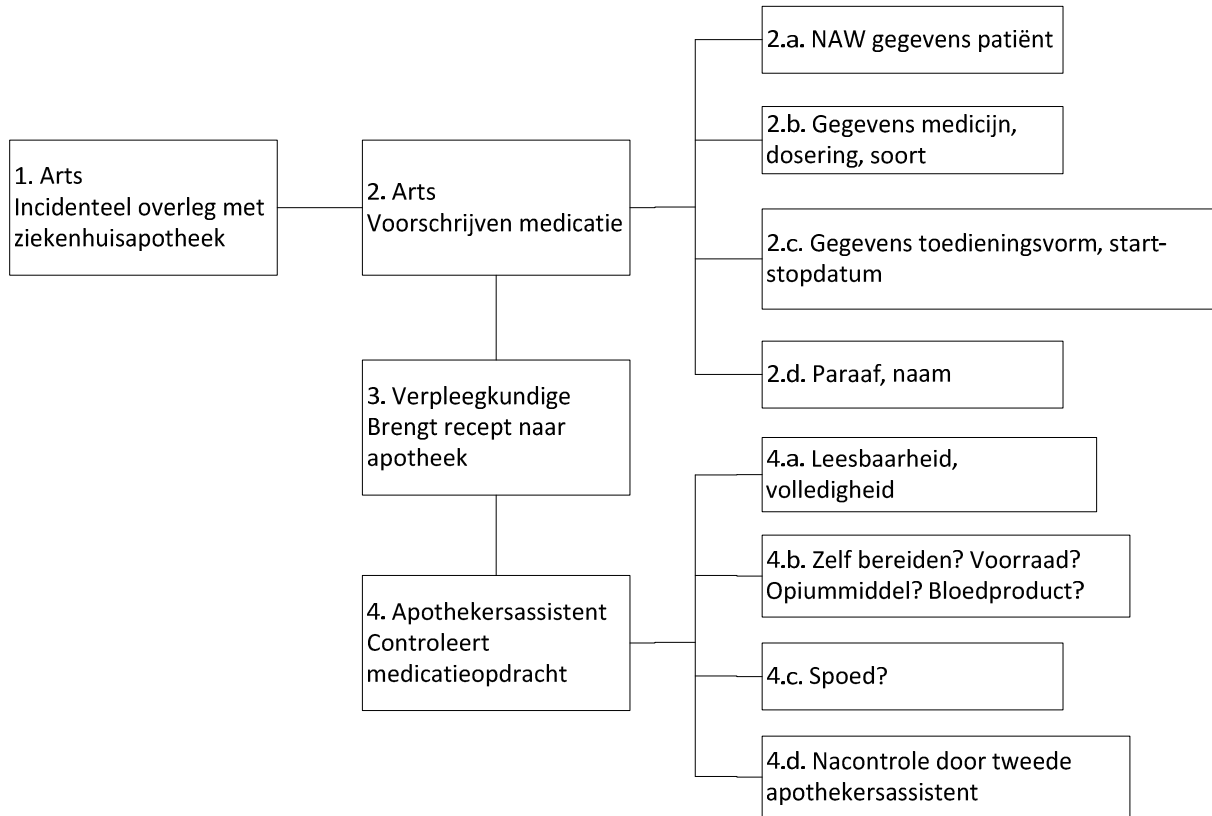 1. Arts
Incidenteel overleg met
ziekenhuisapotheek
2. Arts
Voorschrijven medicatie
2.a. NAW gegevens patiënt
2.b. Gegevens medicijn,
dosering, soort
2.c. Gegevens toedieningsvorm, start-
stopdatum
2.d. Paraaf, naam
3. Verpleegkundige
Brengt recept naar
apotheek
4. Apothekersassistent
Controleert
medicatieopdracht
4.a. Leesbaarheid,
volledigheid
4.b. Zelf bereiden? Voorraad?
Opiummiddel? Bloedproduct?
4.c. Spoed?
4.d. Nacontrole door tweede
apothekersassistent